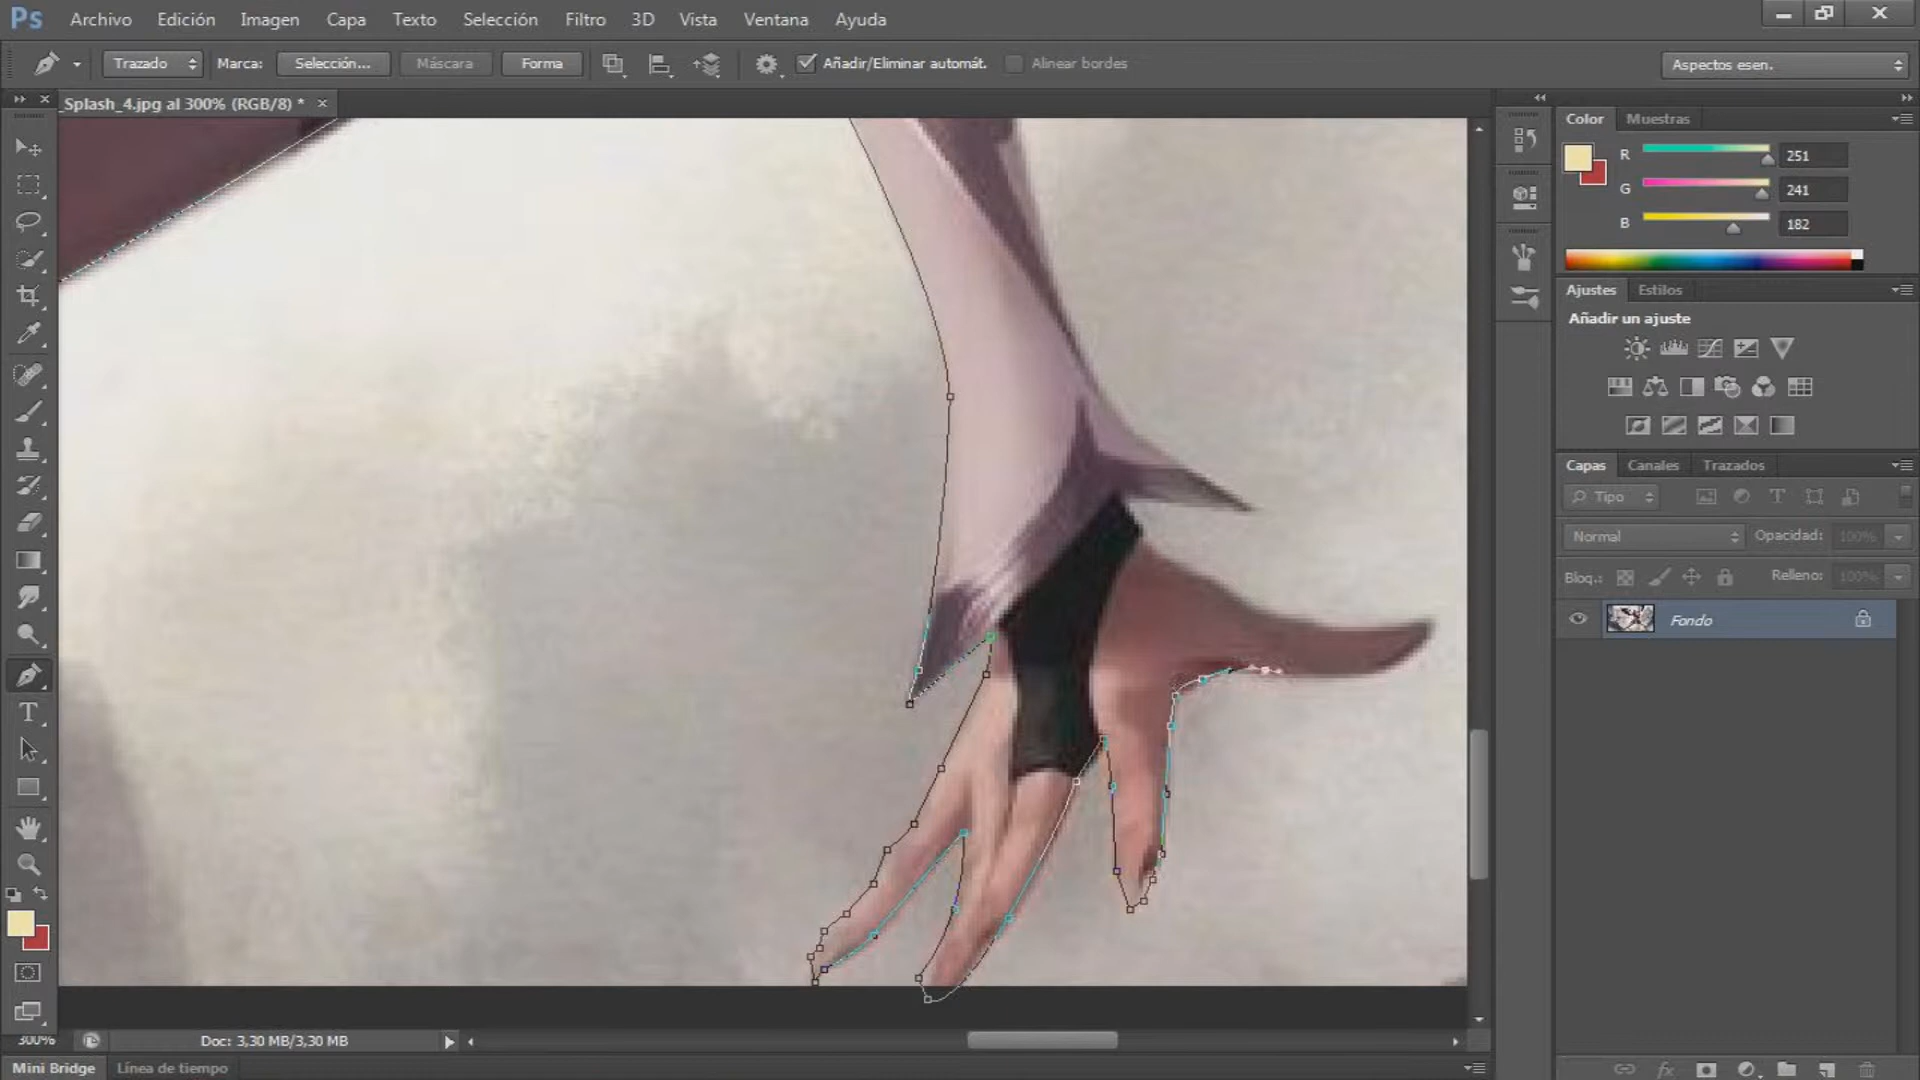 Ps Archivo Edición Imagen Capa Texto Selección Filtro 3D Vista Ventana Ayuda
Trazado Marca: Selección... Máscara Forma Añadir/Eliminar automát. Alinear bordes Aspectos esen.
_Splash_4.jpg al 300% (RGB/8) * ×
Color Muestras
R 251
G 241
B 182
Ajustes Estilos
Añadir un ajuste
Capas Canales Trazados
Tipo
Normal Opacidad: 100%
Bloq.: Relleno: 100%
Fondo
300% Doc: 3,30 MB/3,30 MB
Mini Bridge Línea de tiempo